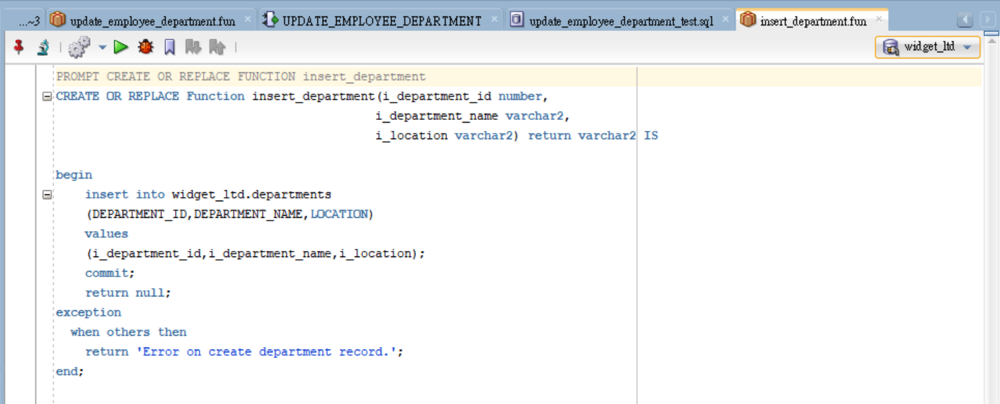 ...~3 update_employee_department.fun × UPDATE_EMPLOYEE_DEPARTMENT × update_employee_department_test.sql × insert_department.fun ×
widget_ltd
PROMPT CREATE OR REPLACE FUNCTION insert_department
CREATE OR REPLACE Function insert_department(i_department_id number,
i_department_name varchar2,
i_location varchar2) return varchar2 IS
begin
insert into widget_ltd.departments
(DEPARTMENT_ID,DEPARTMENT_NAME,LOCATION)
values
(i_department_id,i_department_name,i_location);
commit;
return null;
exception
when others then
return 'Error on create department record.';
end;